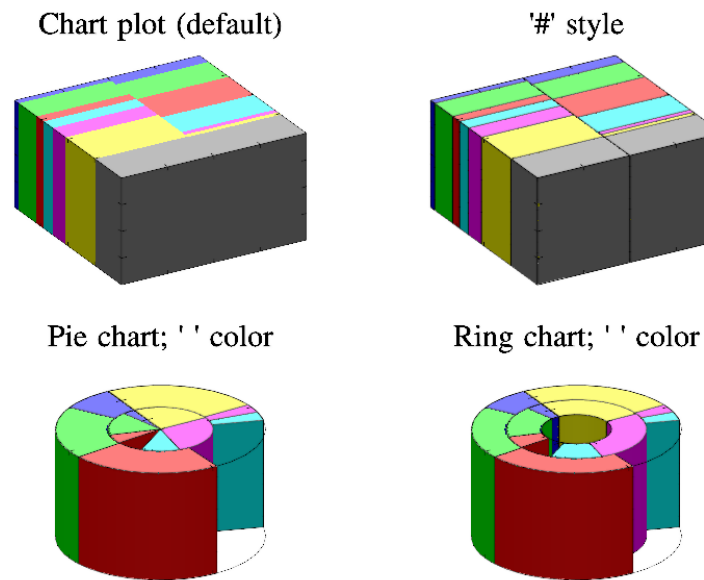 Chart plot (default)
'#' style
Pie chart; ' ' color
Ring chart; ' ' color